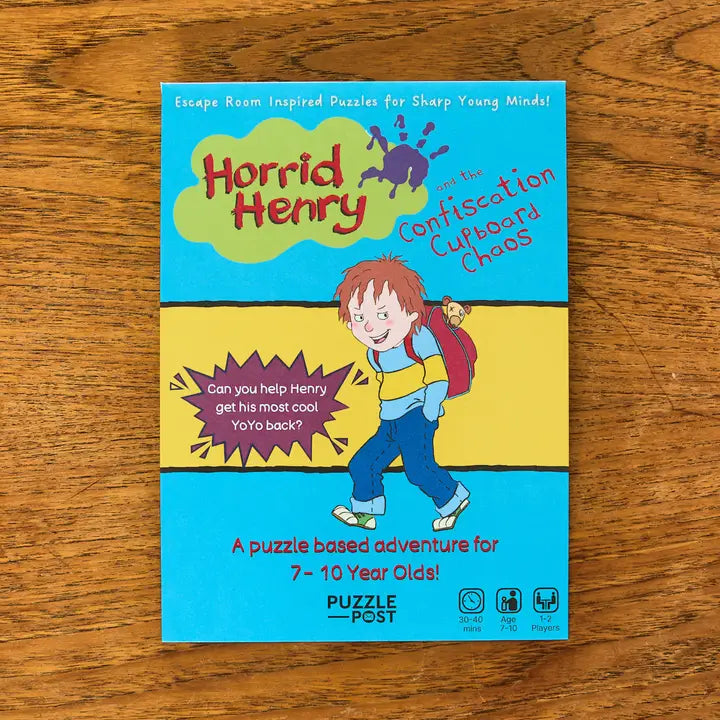 Escape Room Inspired Puzzles for Sharp Young Minds!
Horrid
Henry
and the
Confiscation
Cupboard
Chaos
Can you help Henry
get his most cool
YoYo back?
A puzzle based adventure for
7- 10 Year Olds!
PUZZLE
POST
30-40
mins
Age
7-10
1-2
Players